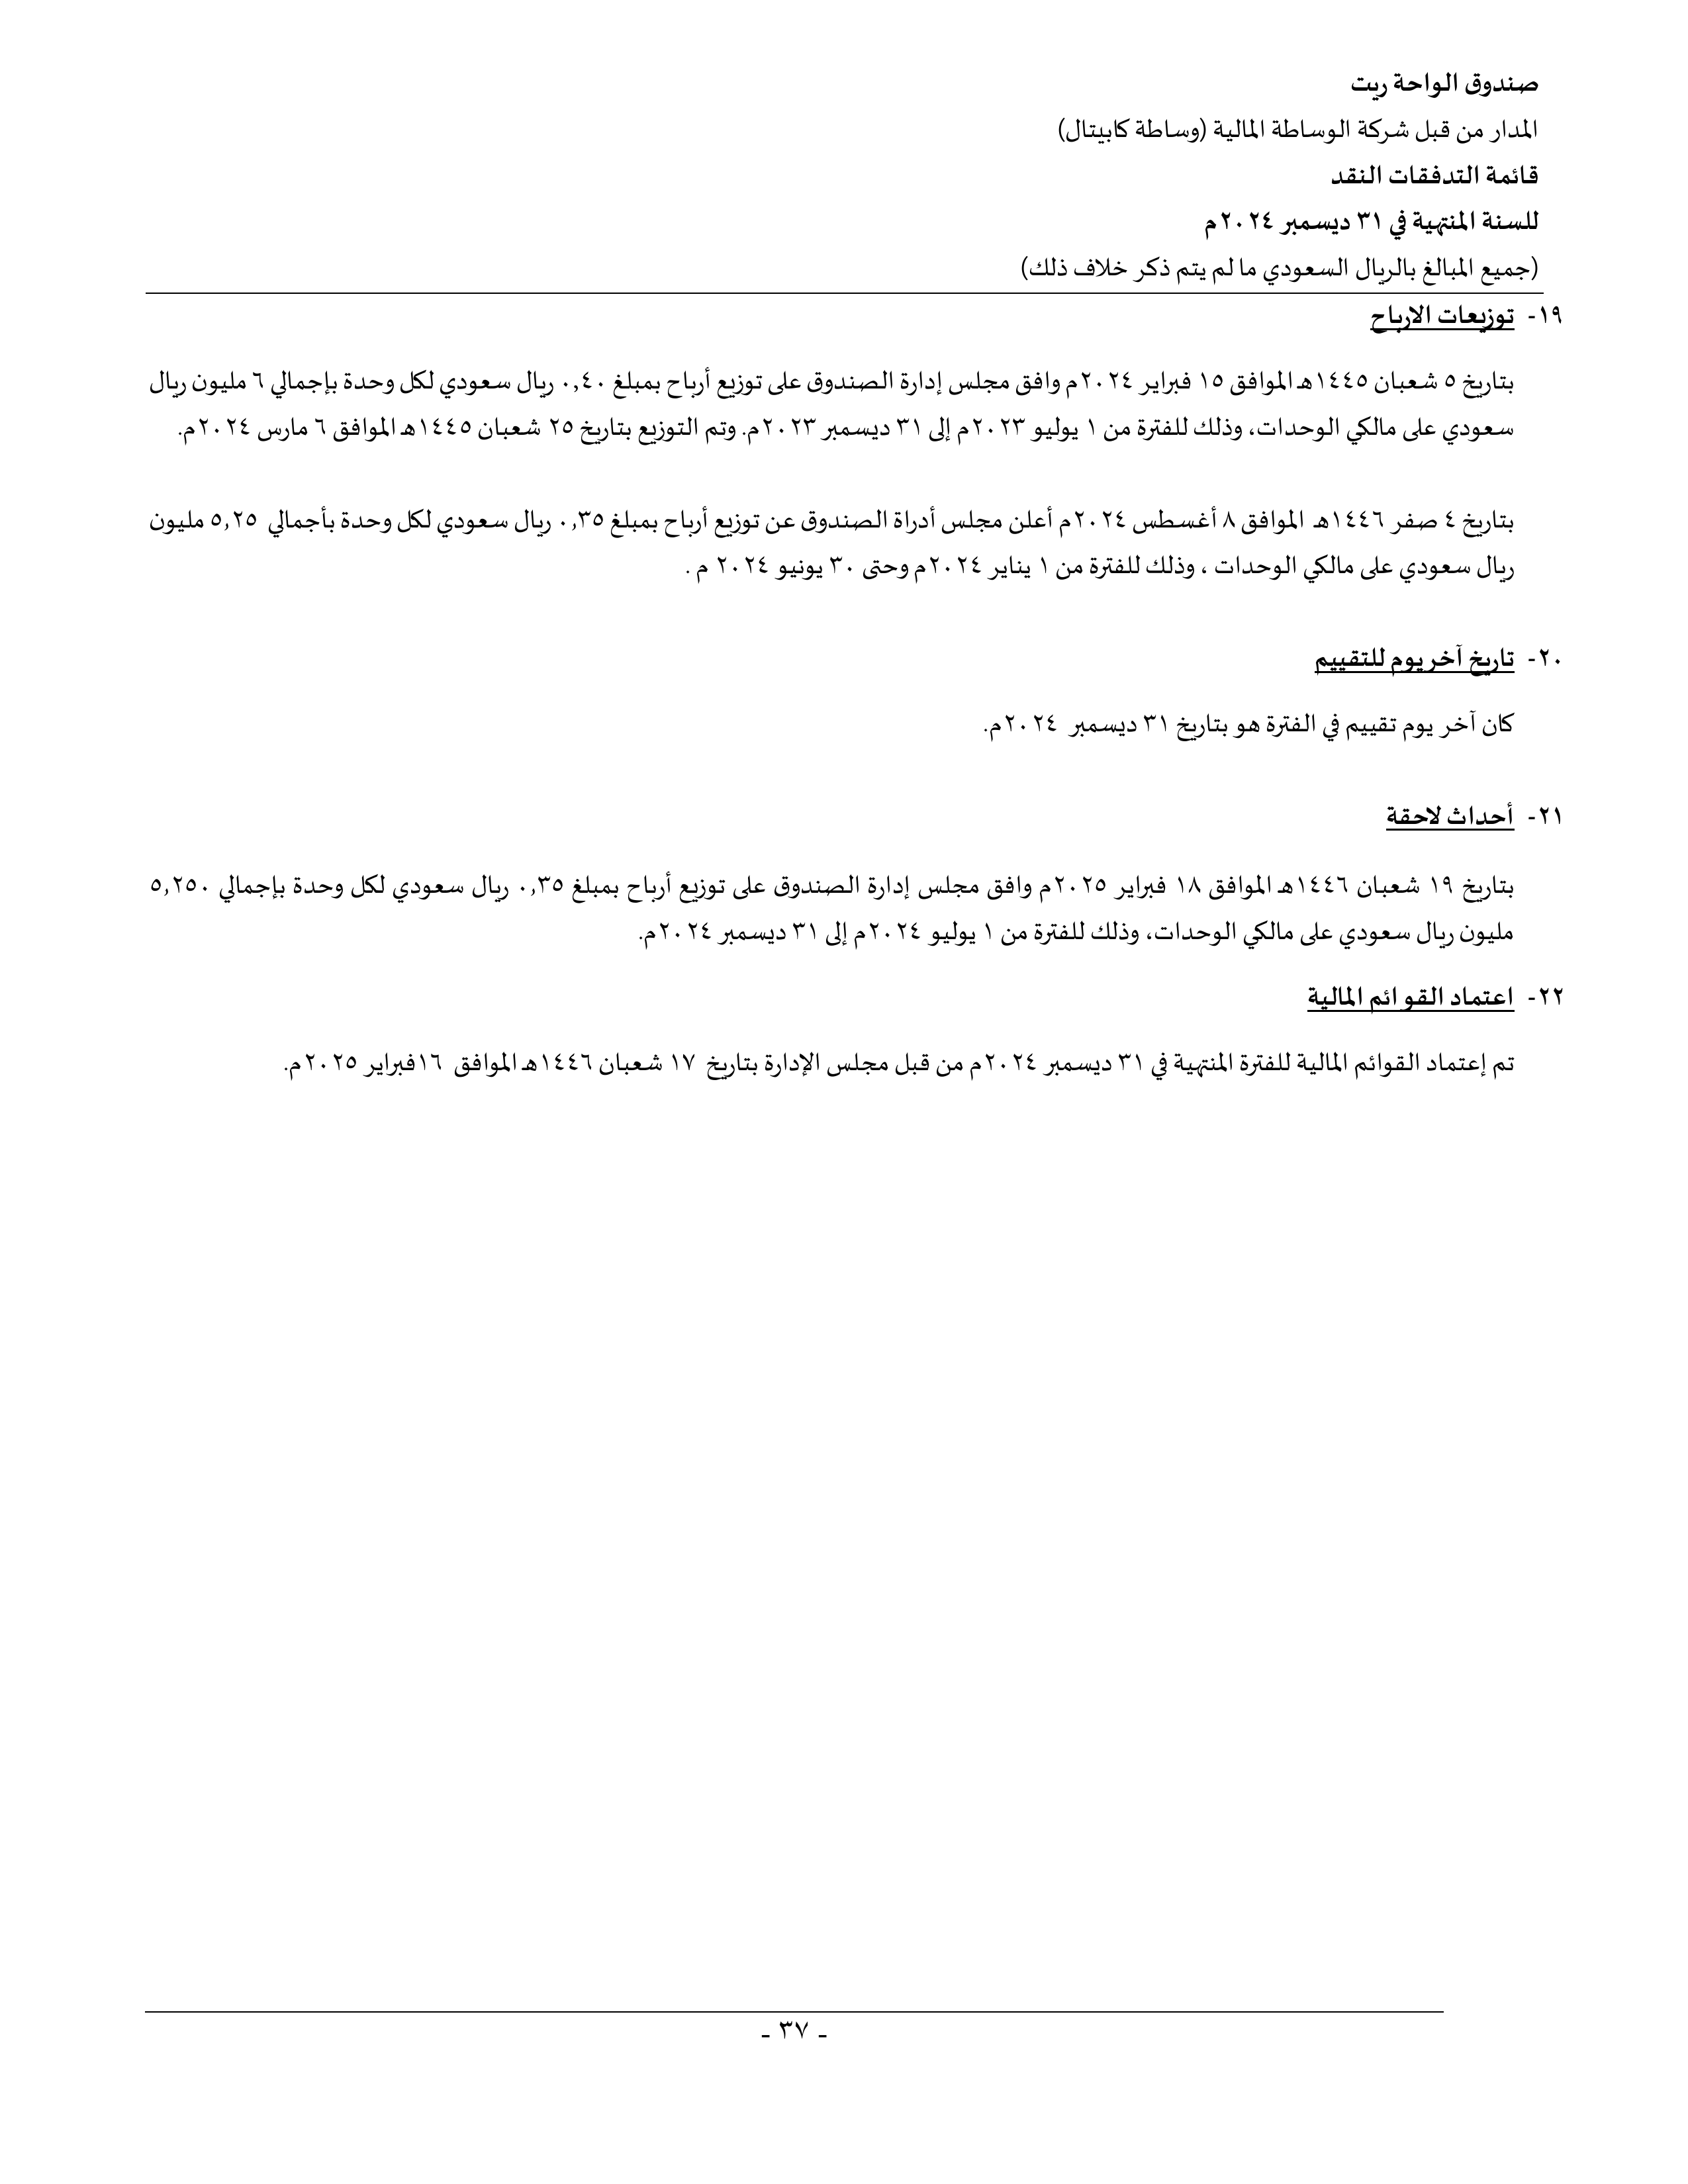 صندوق الواحة ريت
المدار من قبل شركة الوساطة المالية (وساطة كابيتال)
قائمة التدفقات النقد
للسنة المنتهية في ٣١ ديسمبر ٢٠٢٤م
(جميع المبالغ بالريال السعودي ما لم يتم ذكر خلاف ذلك)
١٩- توزيعات الارباح
بتاريخ ٥ شعبان ١٤٤٥هـ الموافق ١٥ فبراير ٢٠٢٤م وافق مجلس إدارة الصندوق على توزيع أرباح بمبلغ ٠,٤٠ ريال سعودي لكل وحدة بإجمالي ٦ مليون ريال
سعودي على مالكي الوحدات، وذلك للفترة من ١ يوليو ٢٠٢٣م إلى ٣١ ديسمبر ٢٠٢٣م. وتم التوزيع بتاريخ ٢٥ شعبان ١٤٤٥هـ الموافق ٦ مارس ٢٠٢٤م.
بتاريخ ٤ صفر ١٤٤٦هـ الموافق ٨ أغسطس ٢٠٢٤م أعلن مجلس أدراة الصندوق عن توزيع أرباح بمبلغ ٠,٣٥ ريال سعودي لكل وحدة بأجمالي ٥,٢٥ مليون
ريال سعودي على مالكي الوحدات ، وذلك للفترة من ١ يناير ٢٠٢٤م وحتى ٣٠ يونيو ٢٠٢٤ م .
٢٠- تاريخ آخر يوم للتقييم
كان آخر يوم تقييم في الفترة هو بتاريخ ٣١ ديسمبر ٢٠٢٤م.
٢١- أحداث لاحقة
بتاريخ ١٩ شعبان ١٤٤٦هـ الموافق ١٨ فبراير ٢٠٢٥م وافق مجلس إدارة الصندوق على توزيع أرباح بمبلغ ٠,٣٥ ريال سعودي لكل وحدة بإجمالي ٥,٢٥٠
مليون ريال سعودي على مالكي الوحدات، وذلك للفترة من ١ يوليو ٢٠٢٤م إلى ٣١ ديسمبر ٢٠٢٤م.
٢٢- اعتماد القوائم المالية
تم إعتماد القوائم المالية للفترة المنتهية في ٣١ ديسمبر ٢٠٢٤م من قبل مجلس الإدارة بتاريخ ١٧ شعبان ١٤٤٦هـ الموافق ١٦فبراير ٢٠٢٥م.
- ٣٧ -